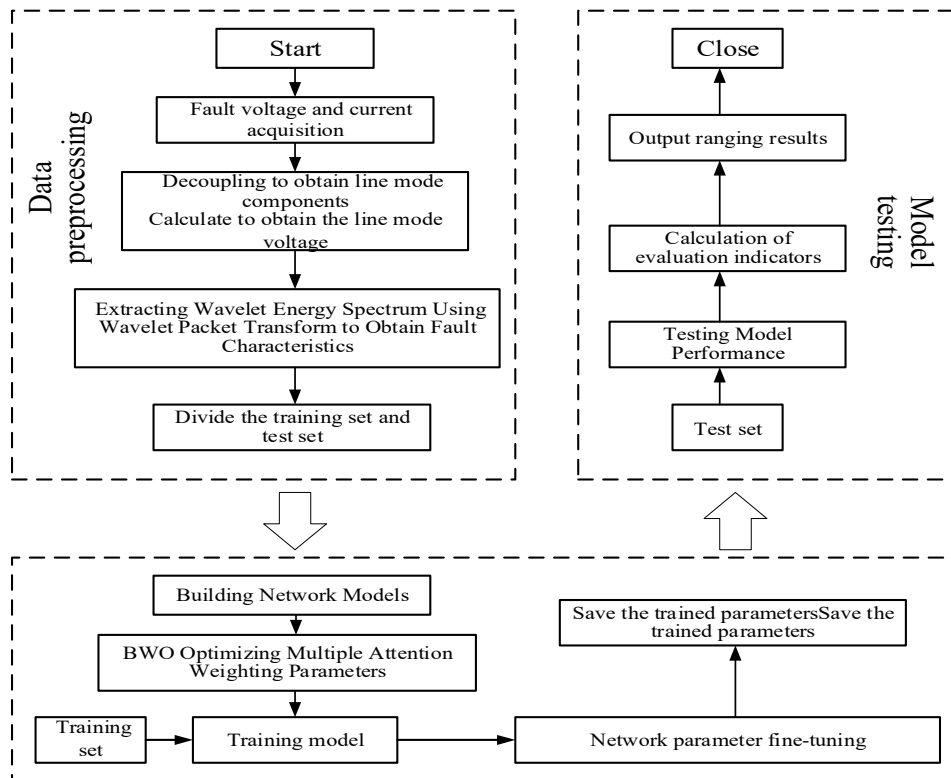 Start
Fault voltage and current
acquisition
Decoupling to obtain line mode
components
Calculate to obtain the line mode
voltage
Extracting Wavelet Energy Spectrum Using
Wavelet Packet Transform to Obtain Fault
Characteristics
Divide the training set and
test set
Data
preprocessing
Close
Output ranging results
Calculation of
evaluation indicators
Testing Model
Performance
Test set
Model
testing
Building Network Models
BWO Optimizing Multiple Attention
Weighting Parameters
Training
set
Training model
Network parameter fine-tuning
Save the trained parametersSave the
trained parameters